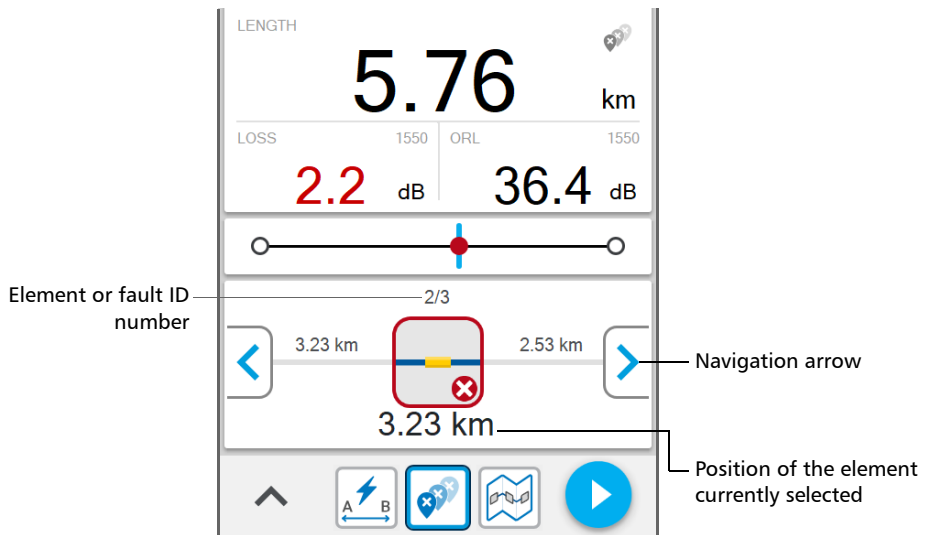 LENGTH
5.76 km
LOSS 1550 ORL 1550
2.2 dB 36.4 dB
Element or fault ID
number
2/3
3.23 km 2.53 km
Navigation arrow
3.23 km
Position of the element
currently selected
A B